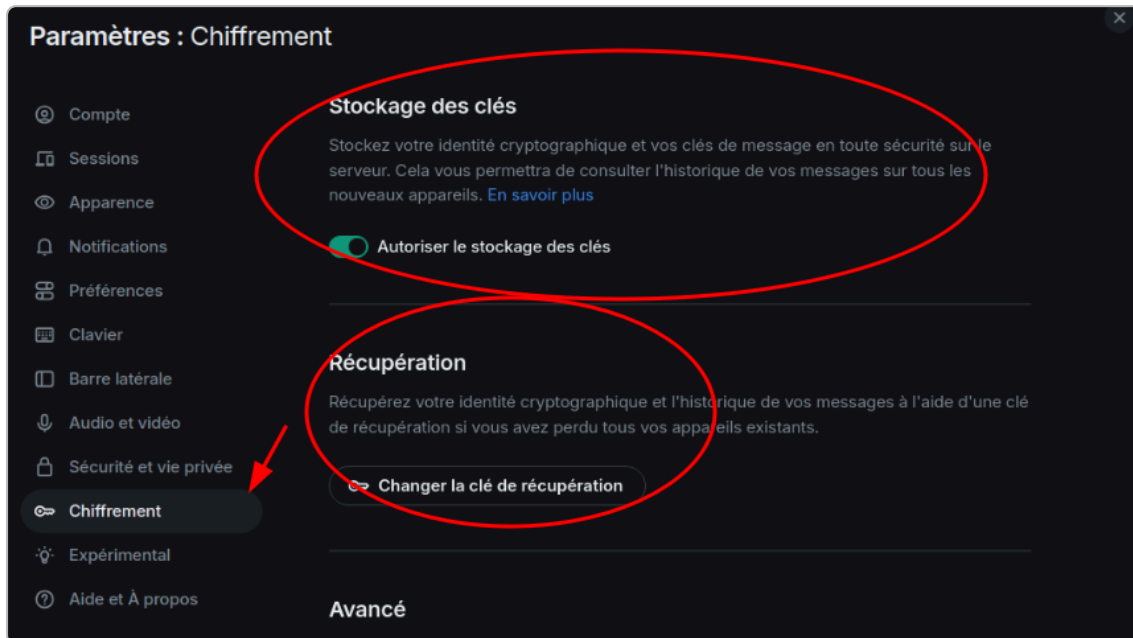 Paramètres : Chiffrement
Compte
Sessions
Apparence
Notifications
Préférences
Clavier
Barre latérale
Audio et vidéo
Sécurité et vie privée
Chiffrement
Expérimental
Aide et À propos
Stockage des clés
Stockez votre identité cryptographique et vos clés de message en toute sécurité sur le
serveur. Cela vous permettra de consulter l'historique de vos messages sur tous les
nouveaux appareils. En savoir plus
Autoriser le stockage des clés
Récupération
Récupérez votre identité cryptographique et l'historique de vos messages à l'aide d'une clé
de récupération si vous avez perdu tous vos appareils existants.
Changer la clé de récupération
Avancé